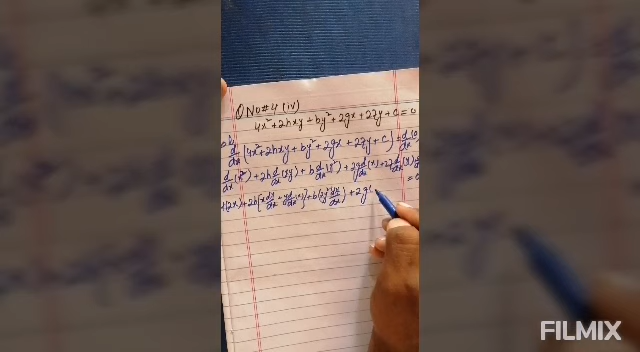 Q No#4 (iv)
4x²+2hxy+by²+2gx+2fy+c=0
d/dx (4x²+2hxy+by²+2gx+2fy+c)=d/dx(0
d/dx(x²)+2h d/dx(xy)+b d/dx(y²)+2g d/dx(x)+2f d/dx(y)
=0
(2x)+2h[x dy/dx+y d/dx(x)]+b(2y dy/dx)+2g(
FILMIX